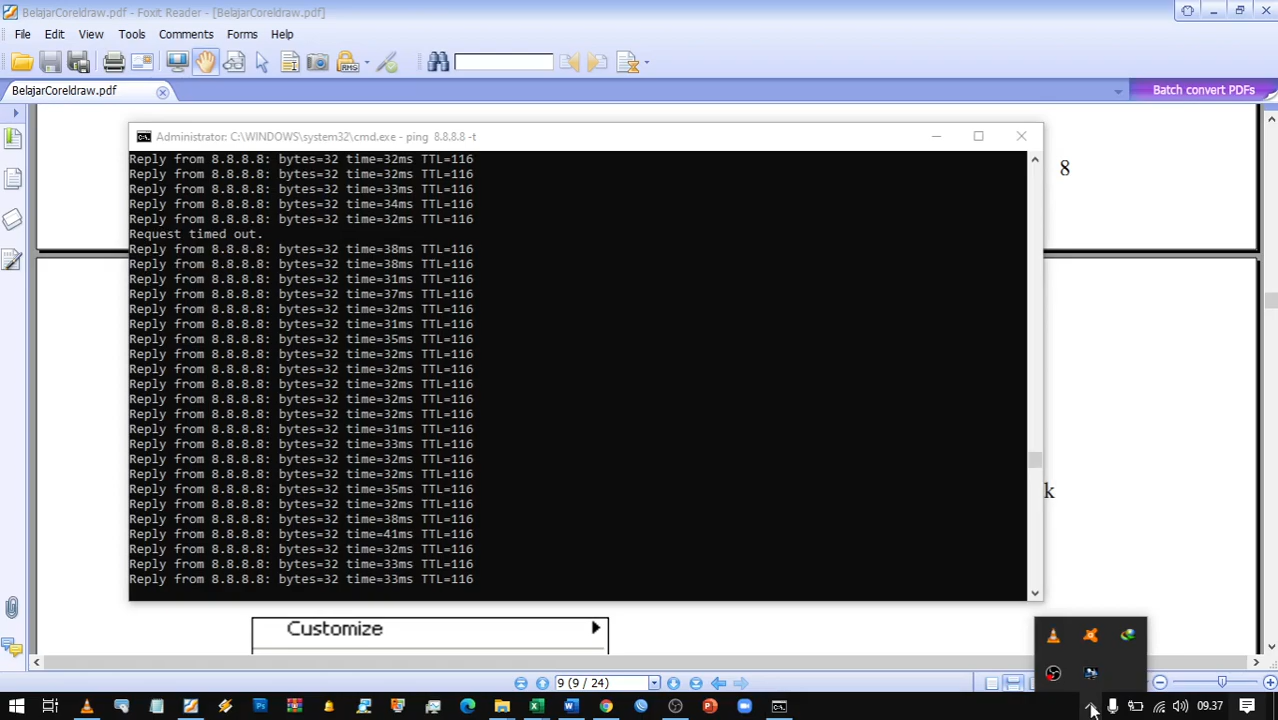 BelajarCoreldraw.pdf - Foxit Reader - [BelajarCoreldraw.pdf]
File Edit View Tools Comments Forms Help
RMS
BelajarCoreldraw.pdf
Batch convert PDFs
8
Administrator: C:\WINDOWS\system32\cmd.exe - ping 8.8.8.8 -t
Reply from 8.8.8.8: bytes=32 time=32ms TTL=116
Reply from 8.8.8.8: bytes=32 time=32ms TTL=116
Reply from 8.8.8.8: bytes=32 time=33ms TTL=116
Reply from 8.8.8.8: bytes=32 time=34ms TTL=116
Reply from 8.8.8.8: bytes=32 time=32ms TTL=116
Request timed out.
Reply from 8.8.8.8: bytes=32 time=38ms TTL=116
Reply from 8.8.8.8: bytes=32 time=38ms TTL=116
Reply from 8.8.8.8: bytes=32 time=31ms TTL=116
Reply from 8.8.8.8: bytes=32 time=37ms TTL=116
Reply from 8.8.8.8: bytes=32 time=32ms TTL=116
Reply from 8.8.8.8: bytes=32 time=31ms TTL=116
Reply from 8.8.8.8: bytes=32 time=35ms TTL=116
Reply from 8.8.8.8: bytes=32 time=32ms TTL=116
Reply from 8.8.8.8: bytes=32 time=32ms TTL=116
Reply from 8.8.8.8: bytes=32 time=32ms TTL=116
Reply from 8.8.8.8: bytes=32 time=32ms TTL=116
Reply from 8.8.8.8: bytes=32 time=32ms TTL=116
Reply from 8.8.8.8: bytes=32 time=31ms TTL=116
Reply from 8.8.8.8: bytes=32 time=33ms TTL=116
Reply from 8.8.8.8: bytes=32 time=32ms TTL=116
Reply from 8.8.8.8: bytes=32 time=32ms TTL=116
Reply from 8.8.8.8: bytes=32 time=35ms TTL=116
Reply from 8.8.8.8: bytes=32 time=32ms TTL=116
Reply from 8.8.8.8: bytes=32 time=38ms TTL=116
Reply from 8.8.8.8: bytes=32 time=41ms TTL=116
Reply from 8.8.8.8: bytes=32 time=32ms TTL=116
Reply from 8.8.8.8: bytes=32 time=33ms TTL=116
Reply from 8.8.8.8: bytes=32 time=33ms TTL=116
k
Customize
9 (9 / 24)
09.37